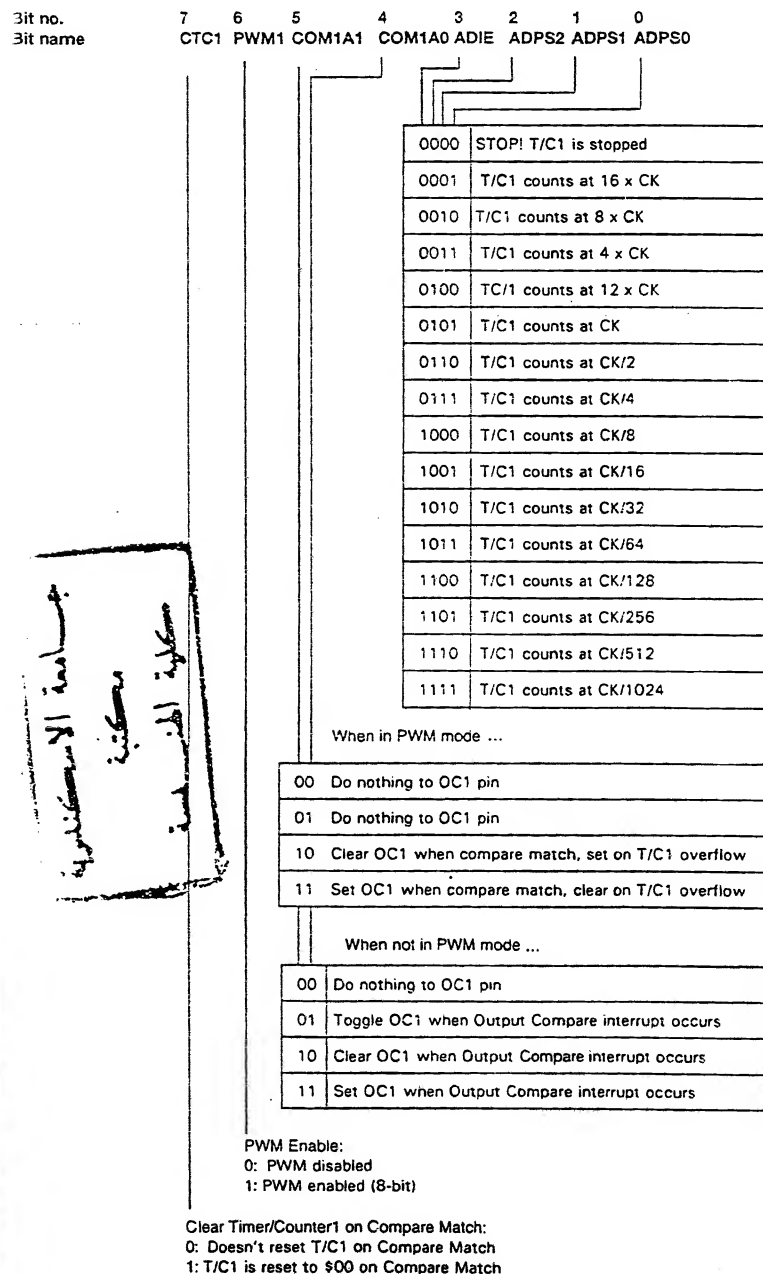 Bit no. 7 6 5 4 3 2 1 0
Bit name CTC1 PWM1 COM1A1 COM1A0 ADIE ADPS2 ADPS1 ADPS0
0000 STOP! T/C1 is stopped
0001 T/C1 counts at 16 x CK
0010 T/C1 counts at 8 x CK
0011 T/C1 counts at 4 x CK
0100 TC/1 counts at 12 x CK
0101 T/C1 counts at CK
0110 T/C1 counts at CK/2
0111 T/C1 counts at CK/4
1000 T/C1 counts at CK/8
1001 T/C1 counts at CK/16
1010 T/C1 counts at CK/32
1011 T/C1 counts at CK/64
1100 T/C1 counts at CK/128
1101 T/C1 counts at CK/256
1110 T/C1 counts at CK/512
1111 T/C1 counts at CK/1024
جامعة الاسكندرية
مكتبة
كلية الهندسة
When in PWM mode ...
00 Do nothing to OC1 pin
01 Do nothing to OC1 pin
10 Clear OC1 when compare match, set on T/C1 overflow
11 Set OC1 when compare match, clear on T/C1 overflow
When not in PWM mode ...
00 Do nothing to OC1 pin
01 Toggle OC1 when Output Compare interrupt occurs
10 Clear OC1 when Output Compare interrupt occurs
11 Set OC1 when Output Compare interrupt occurs
PWM Enable:
0: PWM disabled
1: PWM enabled (8-bit)
Clear Timer/Counter1 on Compare Match:
0: Doesn't reset T/C1 on Compare Match
1: T/C1 is reset to $00 on Compare Match